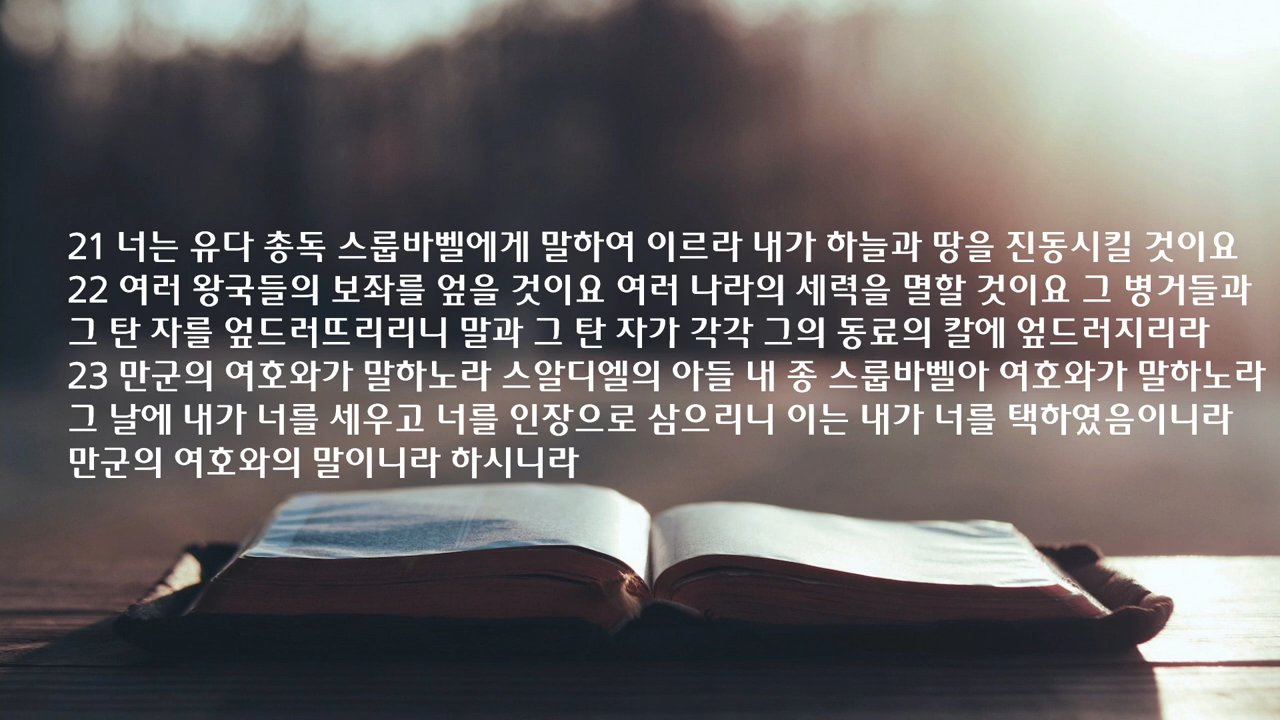 21 너는 유다 총독 스룹바벨에게 말하여 이르라 내가 하늘과 땅을 진동시킬 것이요
22 여러 왕국들의 보좌를 엎을 것이요 여러 나라의 세력을 멸할 것이요 그 병거들과
그 탄 자를 엎드러뜨리리니 말과 그 탄 자가 각각 그의 동료의 칼에 엎드러지리라
23 만군의 여호와가 말하노라 스알디엘의 아들 내 종 스룹바벨아 여호와가 말하노라
그 날에 내가 너를 세우고 너를 인장으로 삼으리니 이는 내가 너를 택하였음이니라
만군의 여호와의 말이니라 하시니라